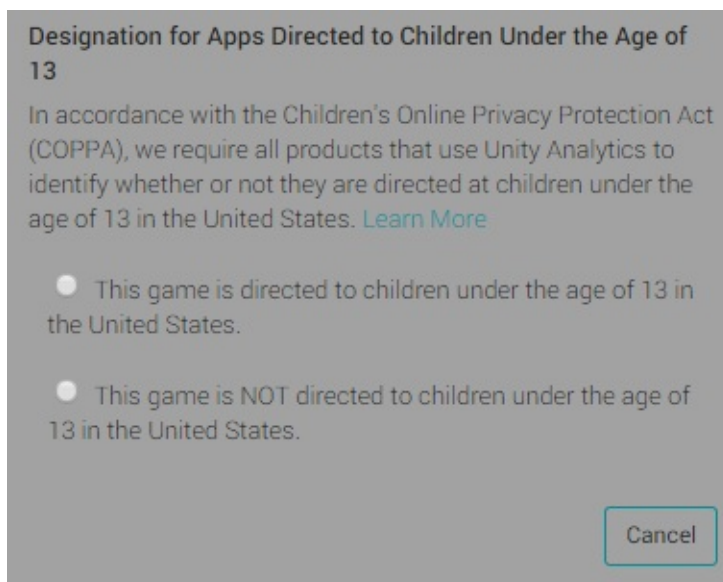 Designation for Apps Directed to Children Under the Age of
13
In accordance with the Children's Online Privacy Protection Act
(COPPA), we require all products that use Unity Analytics to
identify whether or not they are directed at children under the
age of 13 in the United States. Learn More
This game is directed to children under the age of 13 in
the United States.
This game is NOT directed to children under the age of
13 in the United States.
Cancel